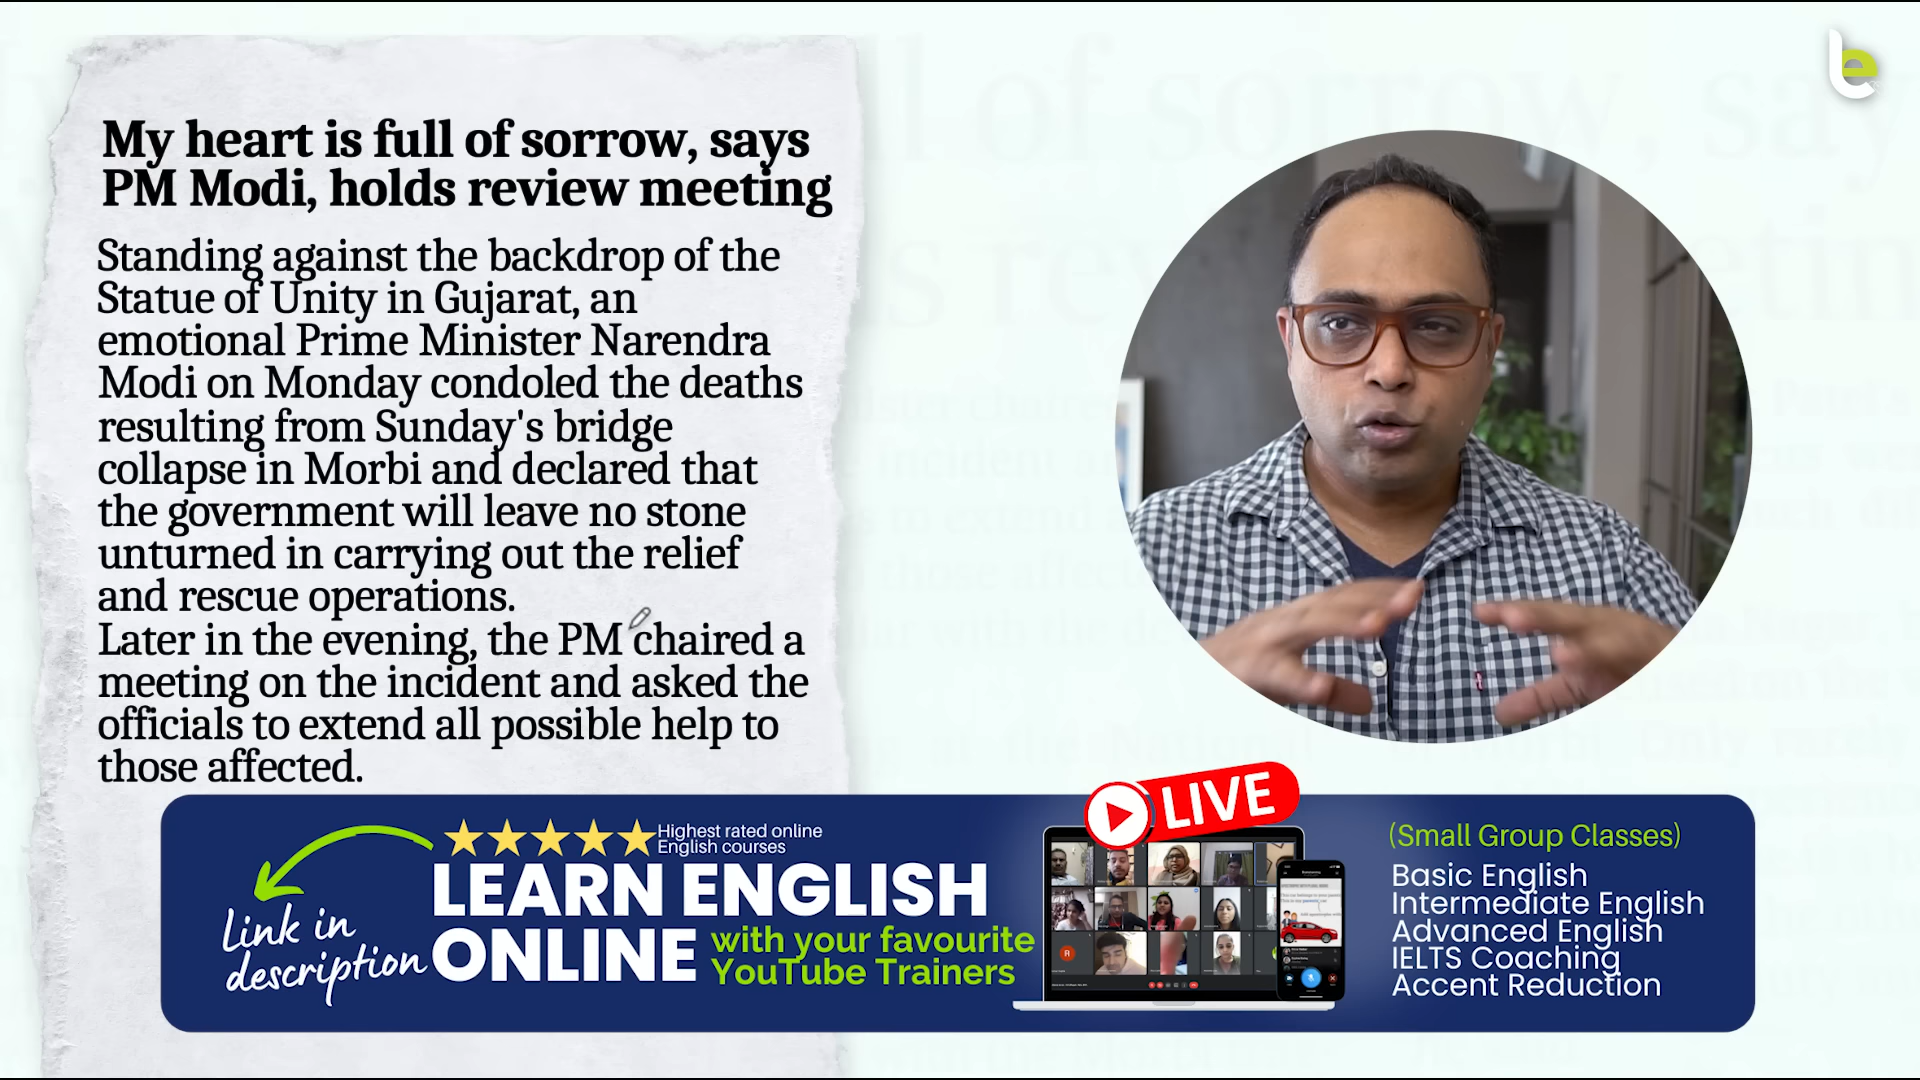 My heart is full of sorrow, says
PM Modi, holds review meeting
Standing against the backdrop of the
Statue of Unity in Gujarat, an
emotional Prime Minister Narendra
Modi on Monday condoled the deaths
resulting from Sunday's bridge
collapse in Morbi and declared that
the government will leave no stone
unturned in carrying out the relief
and rescue operations.
Later in the evening, the PM chaired a
meeting on the incident and asked the
officials to extend all possible help to
those affected.
Link in
description
Highest rated online
English courses
LEARN ENGLISH
ONLINE
with your favourite
YouTube Trainers
LIVE
(Small Group Classes)
Basic English
Intermediate English
Advanced English
IELTS Coaching
Accent Reduction